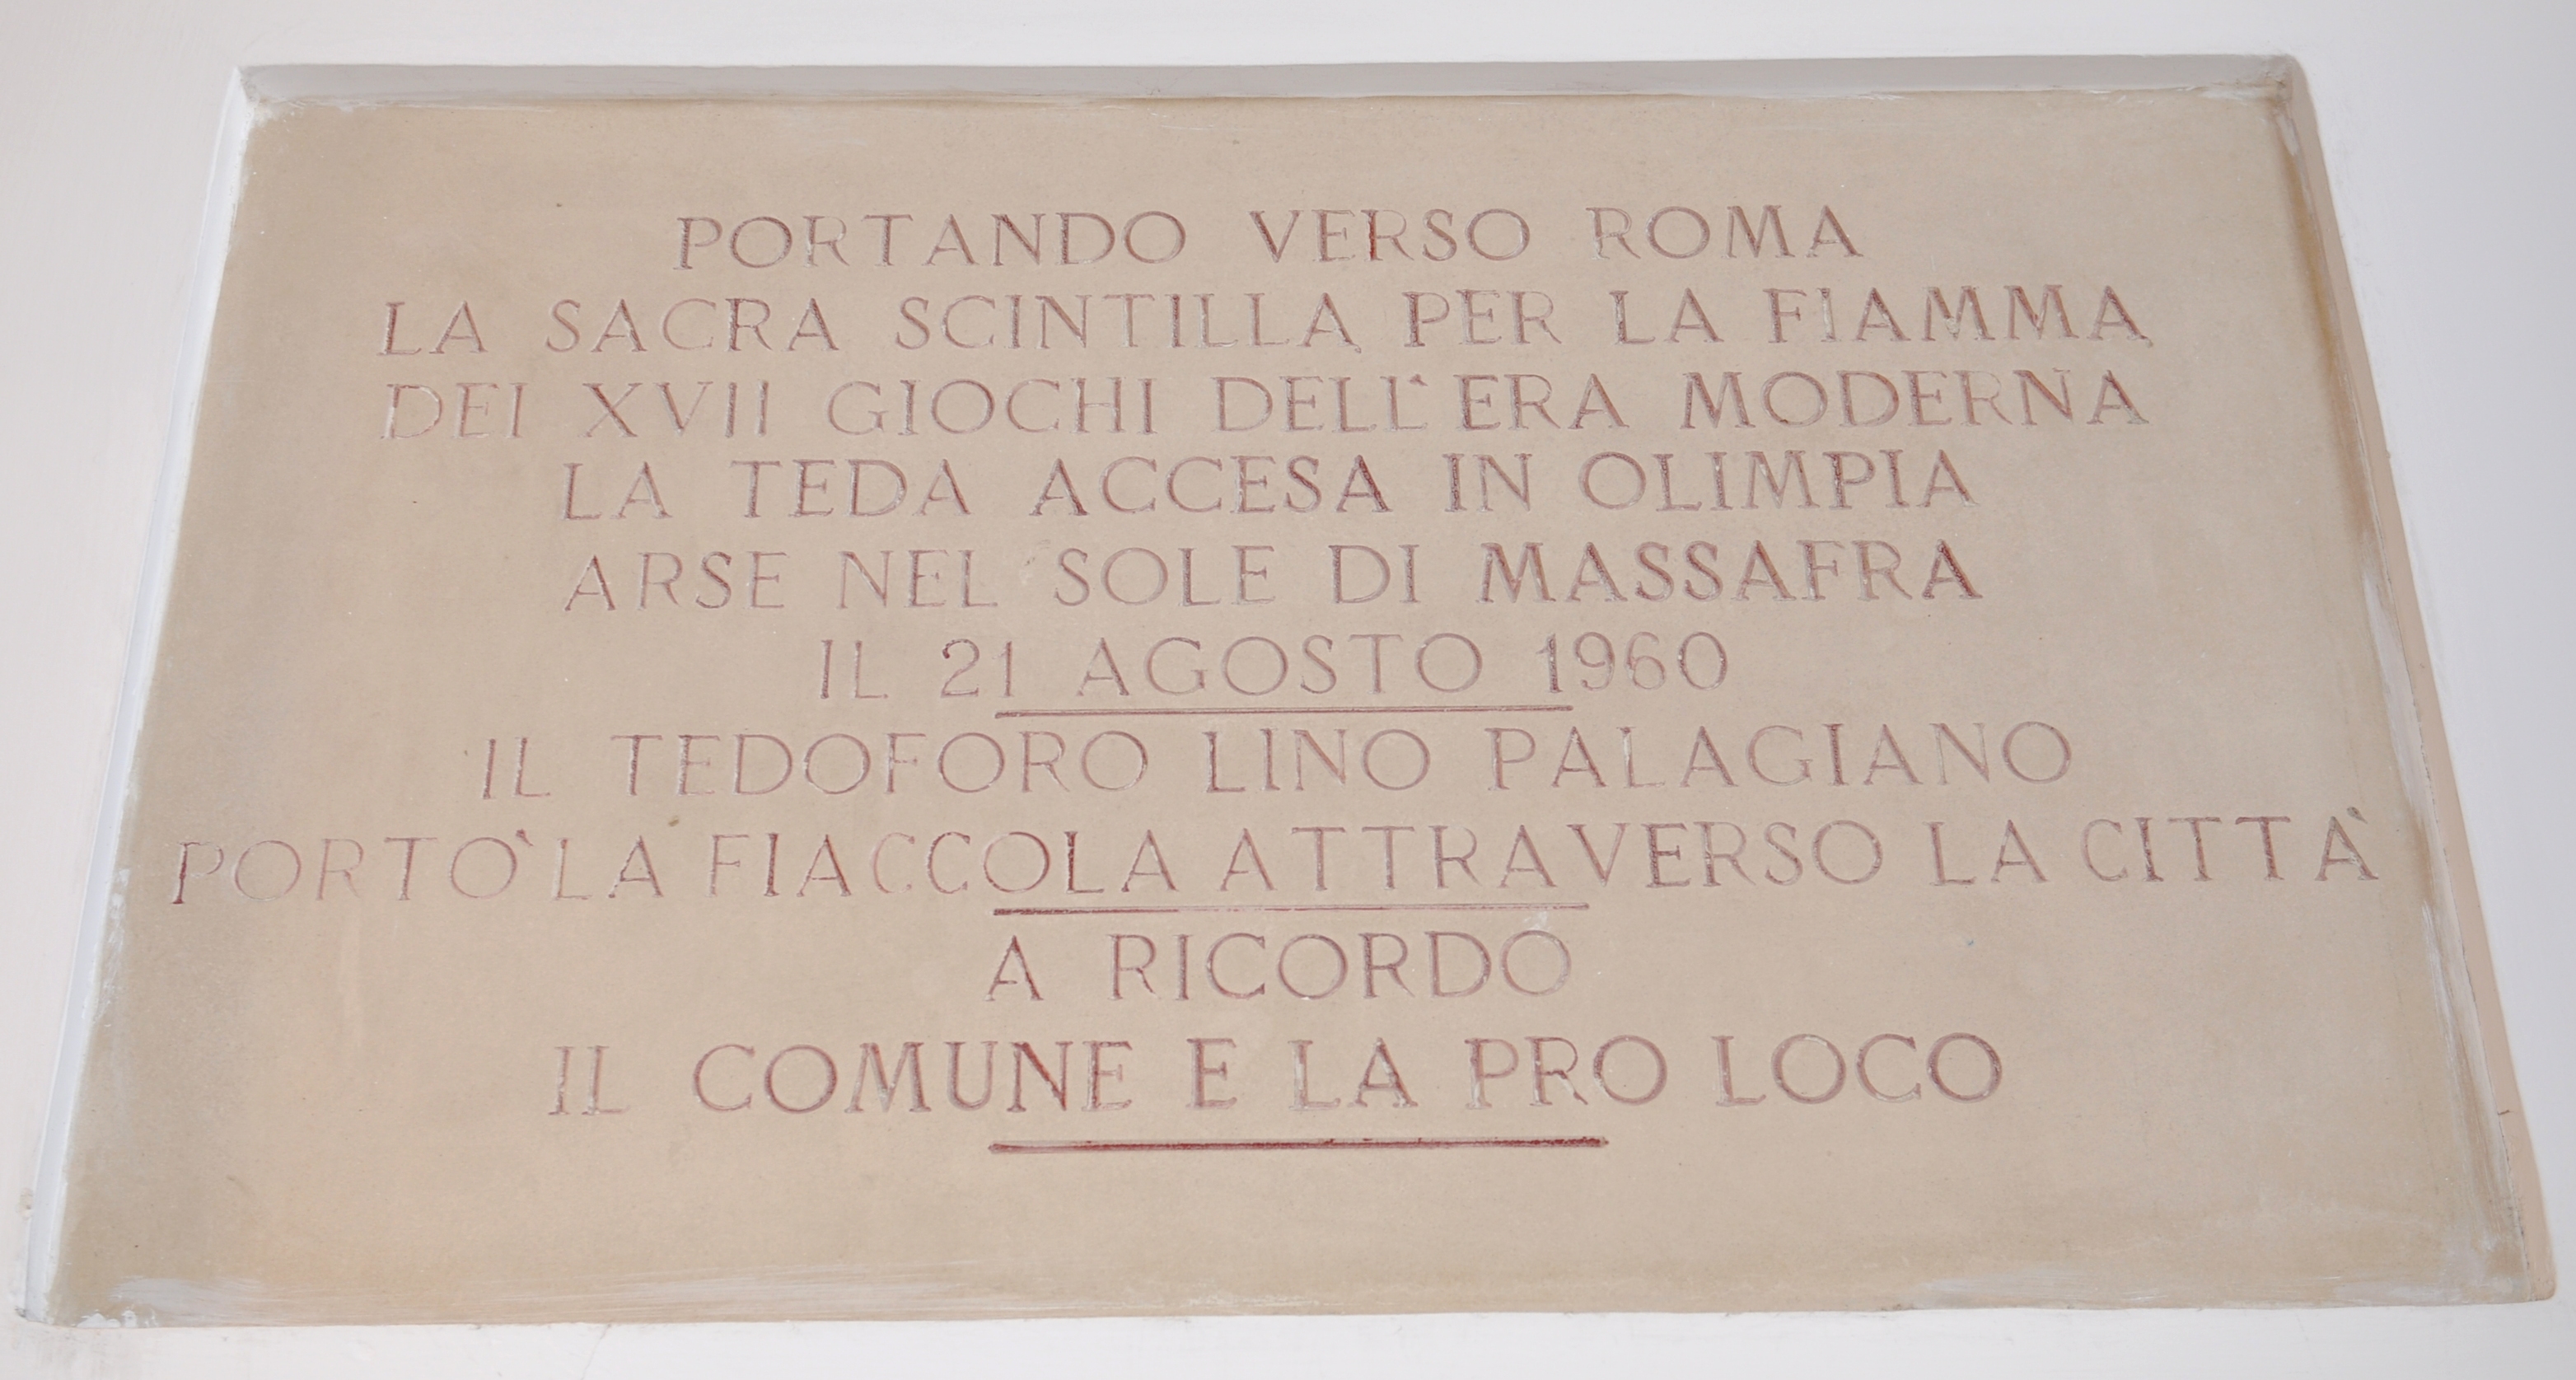 PORTANDO VERSO ROMA
LA SACRA SCINTILLA PER LA FIAMMA
DEI XVII GIOCHI DELL'ERA MODERNA
LA TEDA ACCESA IN OLIMPIA
ARSE NEL SOLE DI MASSAFRA
IL 21 AGOSTO 1960
IL TEDOFORO LINO PALAGIANO
PORTO' LA FIACCOLA ATTRAVERSO LA CITTÀ
A RICORDO
IL COMUNE E LA PRO LOCO